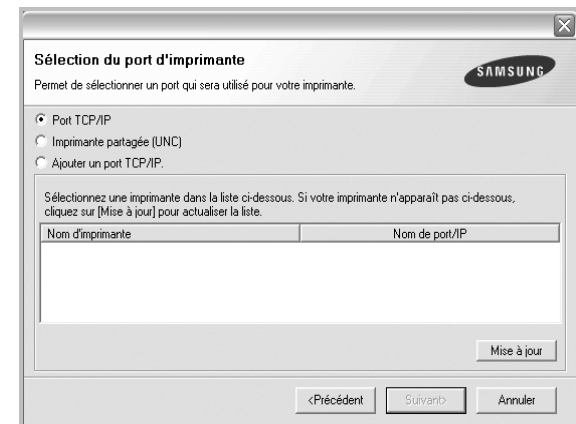 Sélection du port d'imprimante
SAMSUNG
Permet de sélectionner un port qui sera utilisé pour votre imprimante.
Port TCP/IP
Imprimante partagée (UNC)
Ajouter un port TCP/IP.
Sélectionnez une imprimante dans la liste ci-dessous. Si votre imprimante n'apparaît pas ci-dessous,
cliquez sur [Mise à jour] pour actualiser la liste.
Nom d'imprimante Nom de port/IP
Mise à jour
<Précédent Suivant> Annuler